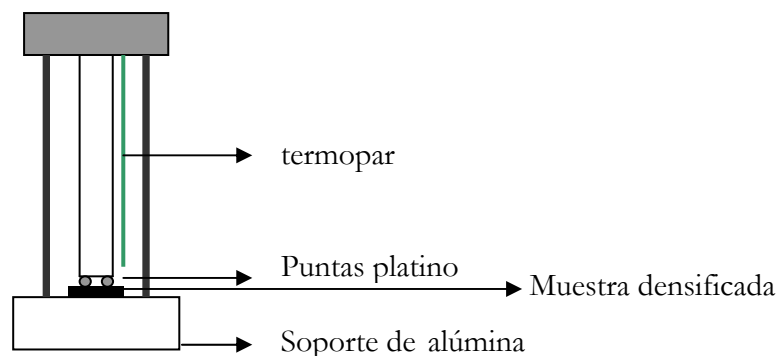 termopar
Puntas platino
Muestra densificada
Soporte de alúmina